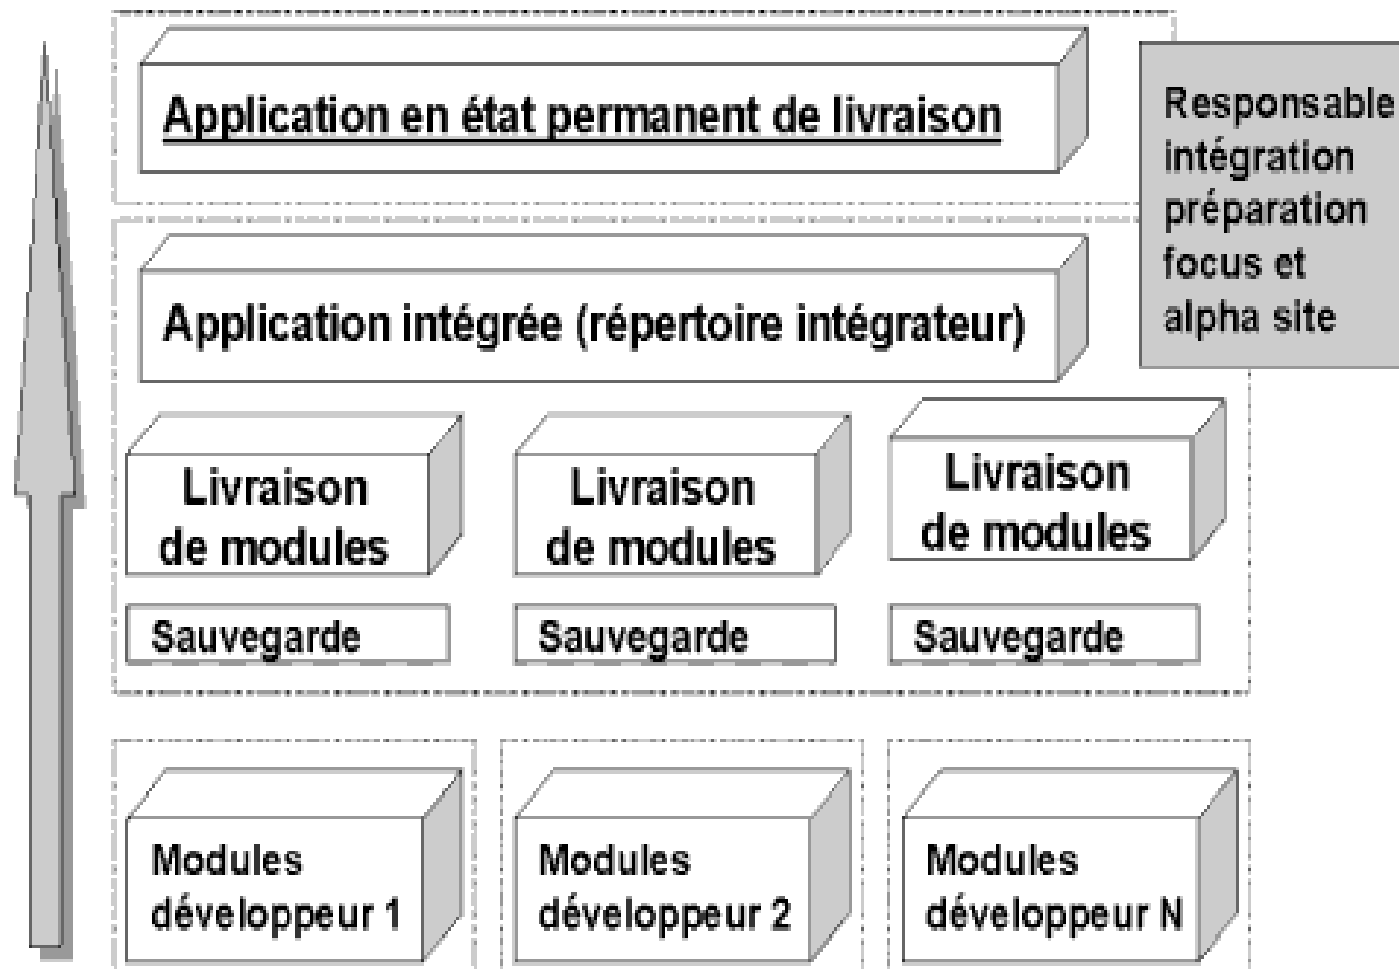 Application en état permanent de livraison
Responsable
intégration
préparation
focus et
alpha site
Application intégrée (répertoire intégrateur)
Livraison
de modules
Livraison
de modules
Livraison
de modules
Sauvegarde
Sauvegarde
Sauvegarde
Modules
développeur 1
Modules
développeur 2
Modules
développeur N